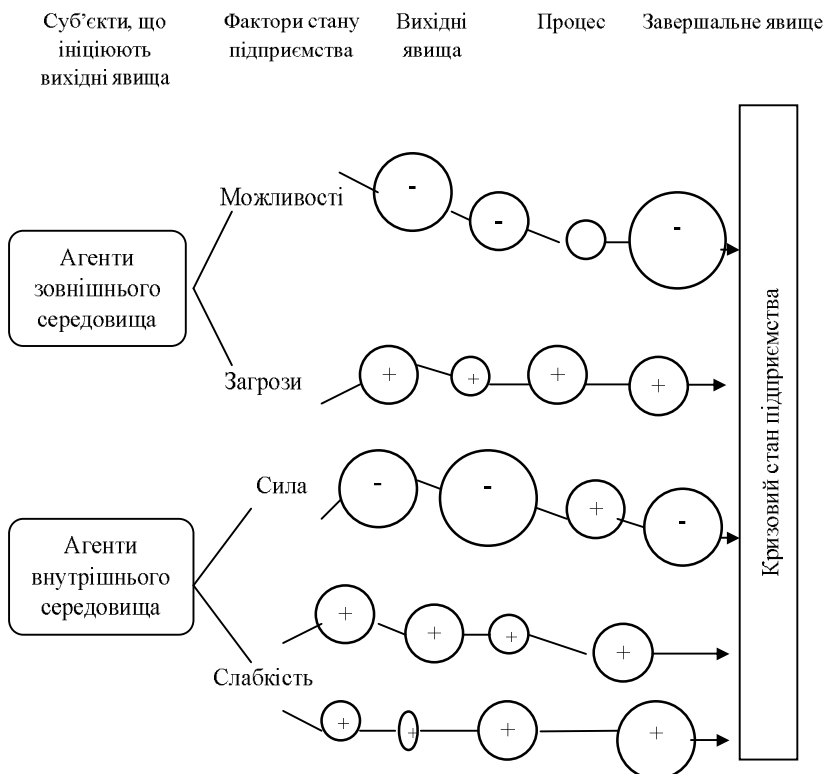 Суб’єкти, що
ініціюють
вихідні явища
Фактори стану
підприємства
Вихідні
явища
Процес
Завершальне явище
Можливості
-
-
-
Агенти
зовнішнього
середовища
Загрози
+
+
+
+
Сила
-
-
+
-
Агенти
внутрішнього
середовища
+
+
+
+
Слабкість
+
+
+
+
Кризовий стан підприємства